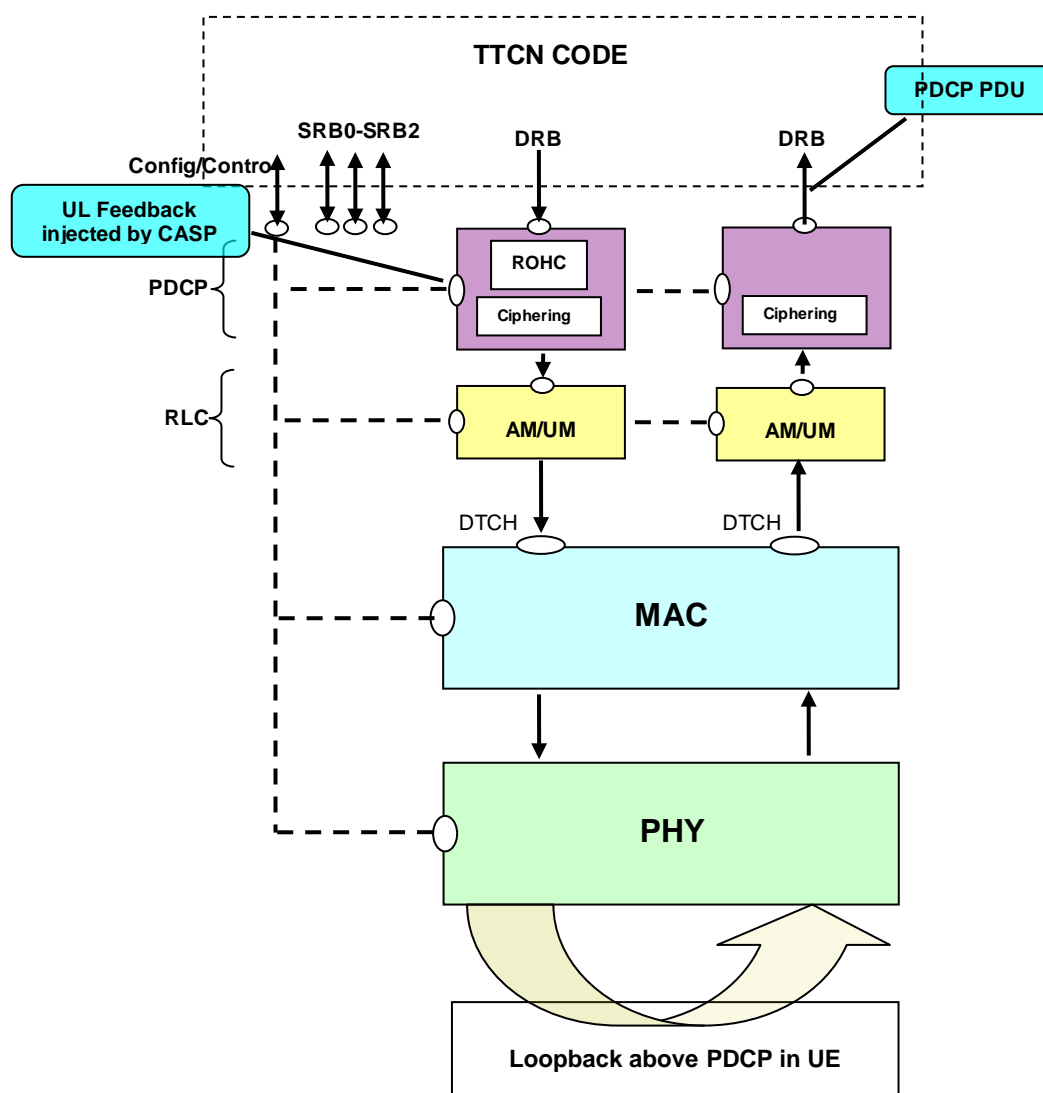 TTCN CODE
PDCP PDU
SRB0-SRB2
DRB
DRB
Config/Contro
UL Feedback
injected by CASP
ROHC
PDCP
Ciphering
Ciphering
RLC
AM/UM
AM/UM
DTCH
DTCH
MAC
PHY
Loopback above PDCP in UE